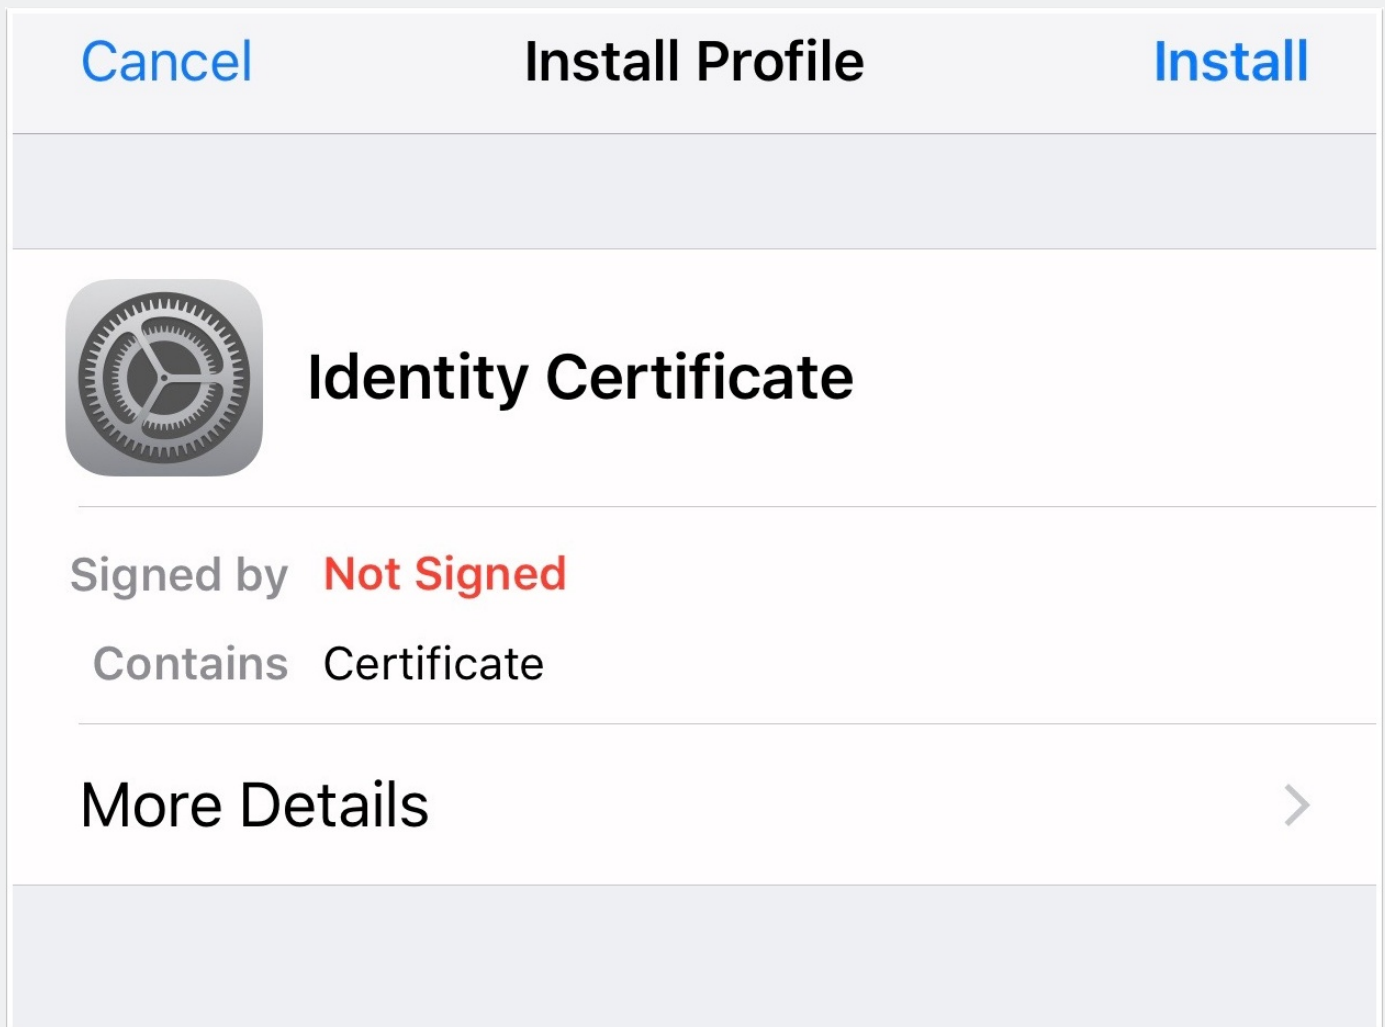 Cancel Install Profile Install
Identity Certificate
Signed by Not Signed
Contains Certificate
More Details